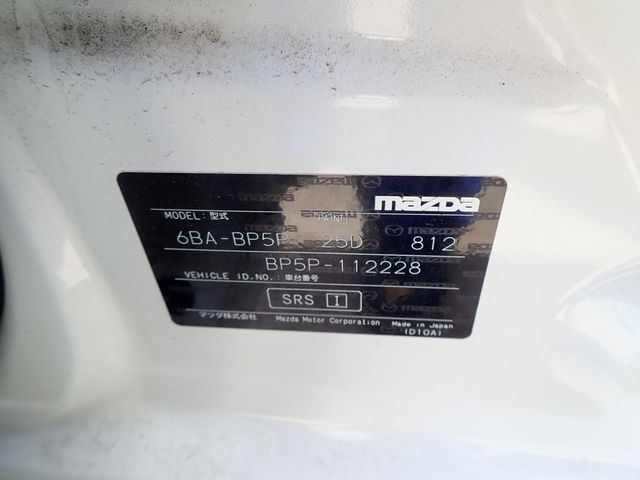 mazda
MODEL: 型式 PAINT
6BA-BP5P 25D 812
BP5P-112228
VEHICLE ID.NO.: 車台番号
SRS I
マツダ株式会社 Mazda Motor Corporation Made in Japan
(D10A)